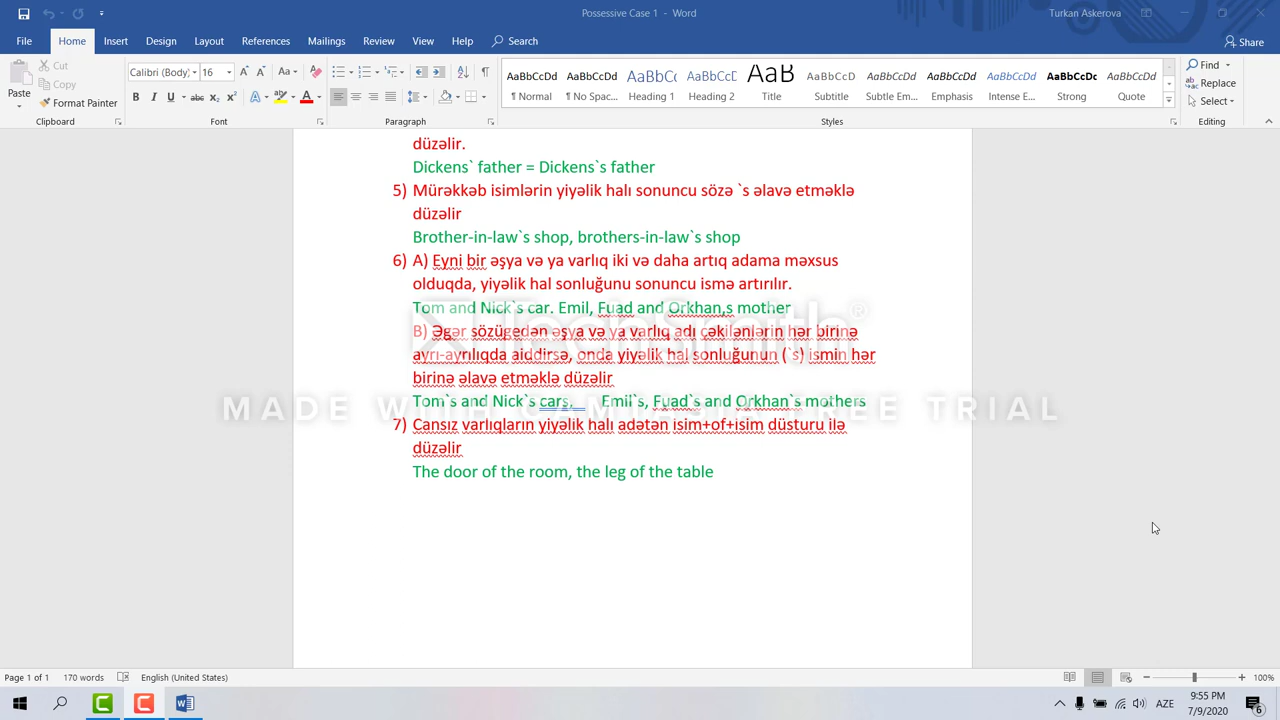 Possessive Case 1 - Word
Turkan Askerova
File Home Insert Design Layout References Mailings Review View Help Search Share
Paste
Cut
Copy
Format Painter
Clipboard
Calibri (Body) 16
Font
Paragraph
AaBbCcDd AaBbCcDd AaBbCc AaBbCcD AaB AaBbCcD AaBbCcDd AaBbCcDd AaBbCcDd AaBbCcDc AaBbCcDd
¶ Normal ¶ No Spac... Heading 1 Heading 2 Title Subtitle Subtle Em... Emphasis Intense E... Strong Quote
Styles
Find
Replace
Select
Editing
düzəlir.
Dickens` father = Dickens`s father
5) Mürəkkəb isimlərin yiyəlik halı sonuncu sözə `s əlavə etməklə
düzəlir
Brother-in-law`s shop, brothers-in-law`s shop
6) A) Eyni bir əşya və ya varlıq iki və daha artıq adama məxsus
olduqda, yiyəlik hal sonluğunu sonuncu ismə artırılır.
Tom and Nick`s car. Emil, Fuad and Orkhan,s mother
B) Əgər sözügedən əşya və ya varlıq adı çəkilənlərin hər birinə
ayrı-ayrılıqda aiddirsə, onda yiyəlik hal sonluğunun (`s) ismin hər
birinə əlavə etməklə düzəlir
Tom`s and Nick`s cars. Emil`s, Fuad`s and Orkhan`s mothers
7) Cansız varlıqların yiyəlik halı adətən isim+of+isim düsturu ilə
düzəlir
The door of the room, the leg of the table
TechSmith®
MADE WITH CAMTASIA FREE TRIAL
Page 1 of 1 170 words English (United States) 100%
AZE
9:55 PM
7/9/2020
6